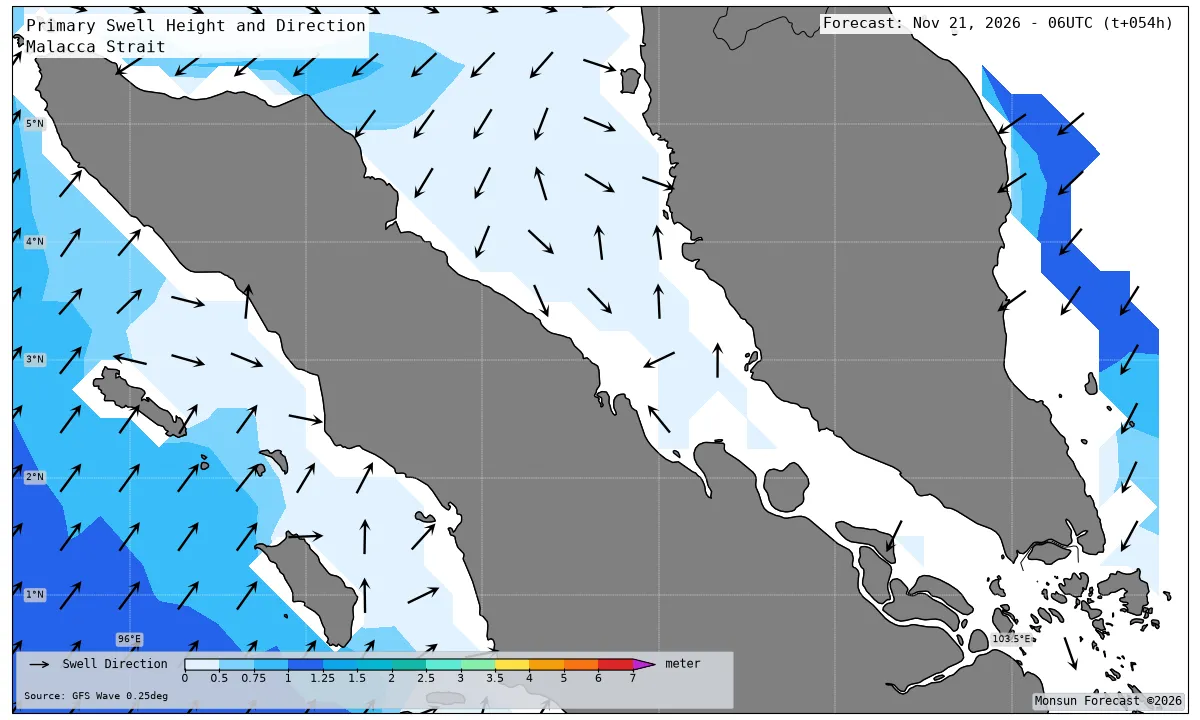 Primary Swell Height and Direction
Malacca Strait
Forecast: Nov 21, 2026 - 06UTC (t+054h)
5°N
4°N
3°N
2°N
1°N
96°E
103.5°E
Swell Direction
0 0.5 0.75 1 1.25 1.5 2 2.5 3 3.5 4 5 6 7
meter
Source: GFS Wave 0.25deg
Monsun Forecast ©2026